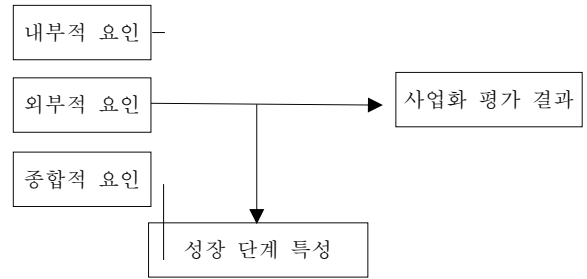 내부적 요인
외부적 요인
사업화 평가 결과
종합적 요인
성장 단계 특성